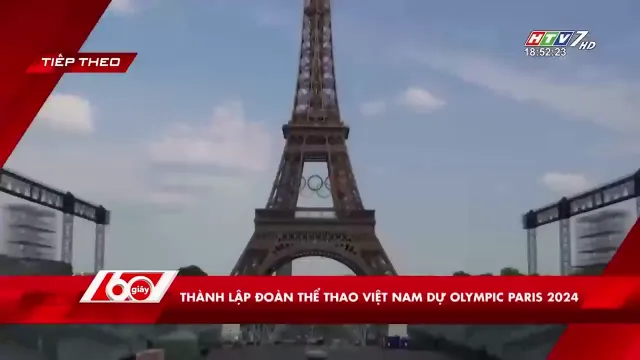 TIẾP THEO
HTV7 HD
18:52:23
60 giây
THÀNH LẬP ĐOÀN THỂ THAO VIỆT NAM DỰ OLYMPIC PARIS 2024